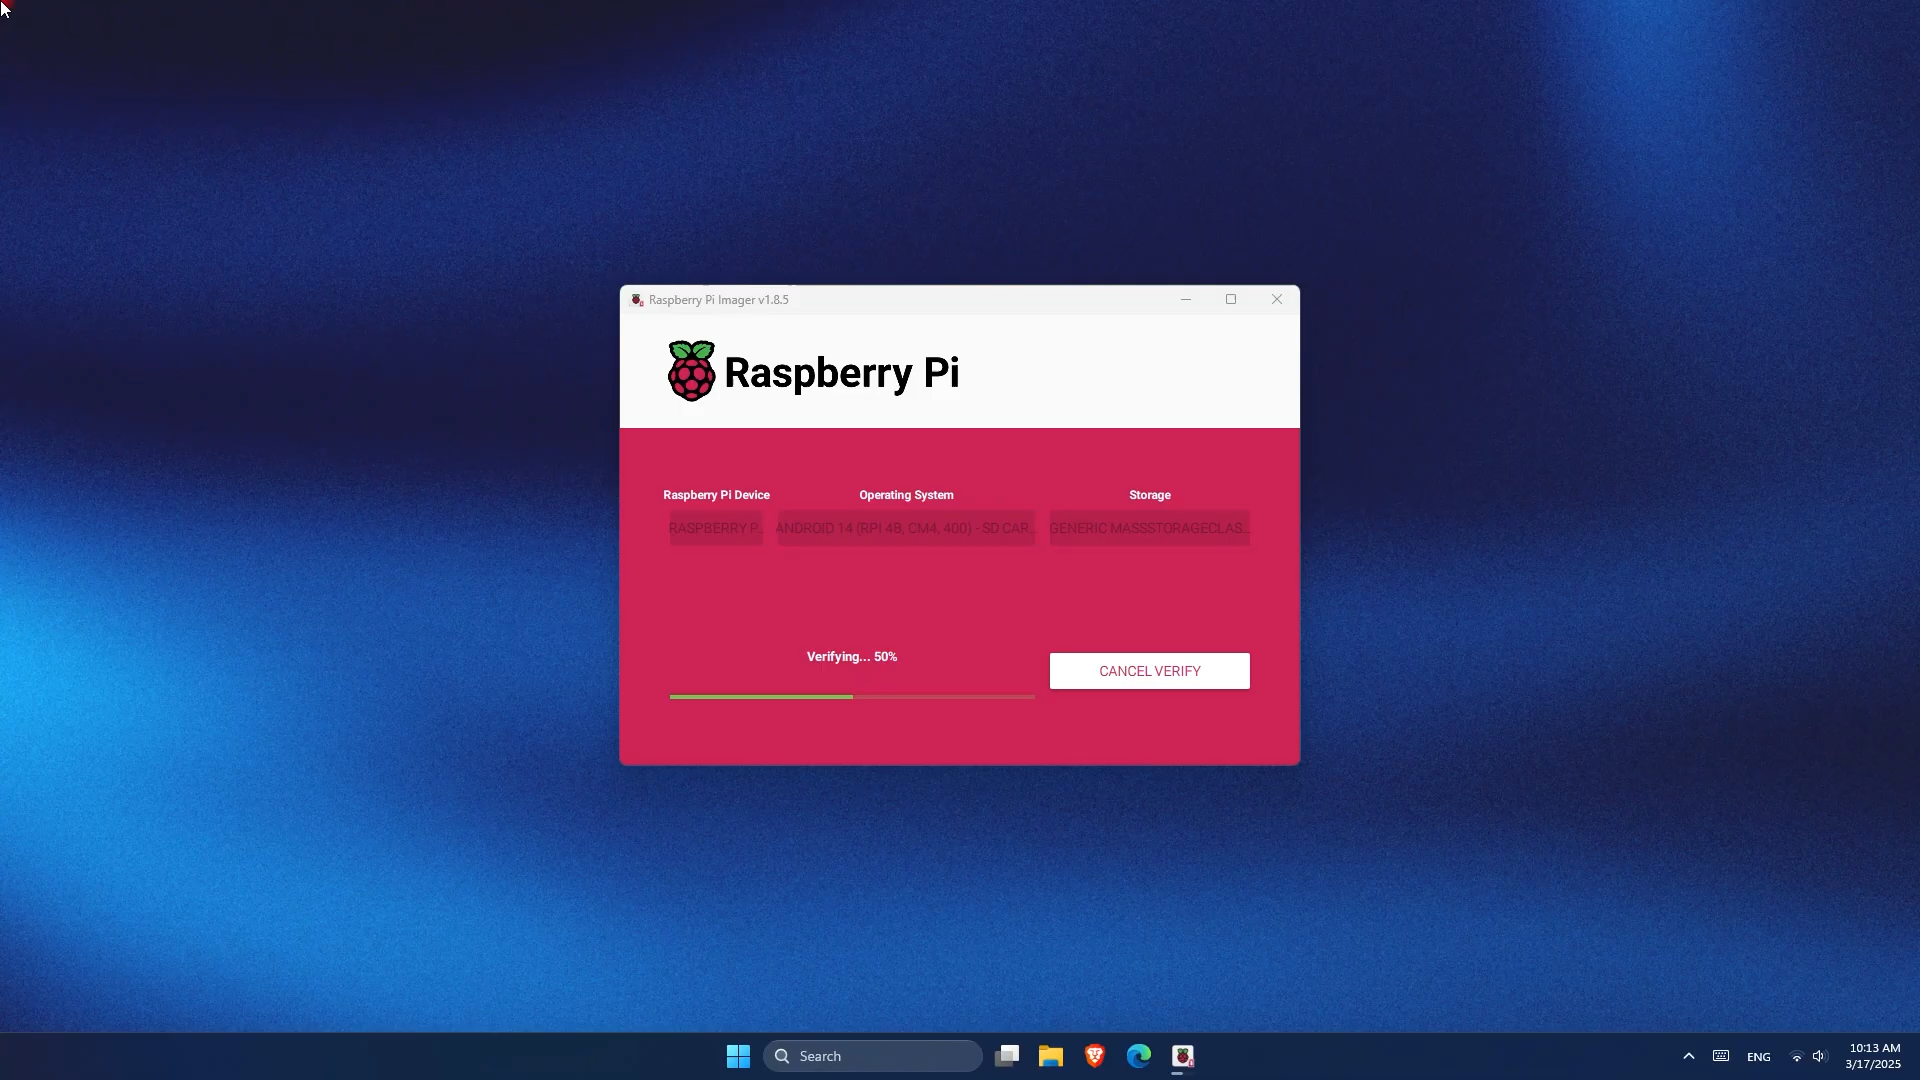 Raspberry Pi Imager v1.8.5
Raspberry Pi
Raspberry Pi Device
Operating System
Storage
RASPBERRY P...
ANDROID 14 (RPI 4B, CM4, 400) - SD CAR...
GENERIC MASSSTORAGECLAS...
Verifying... 50%
CANCEL VERIFY
Search
ENG
10:13 AM
3/17/2025